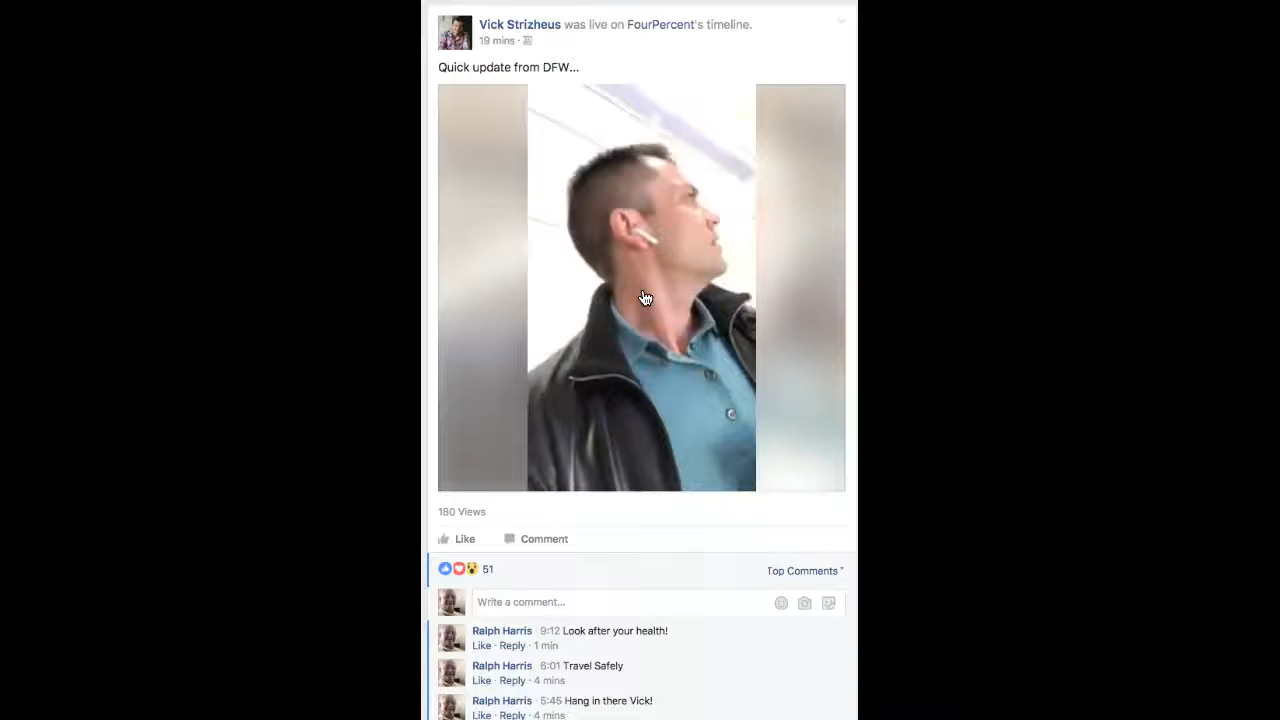 Vick Strizheus was live on FourPercent's timeline.
19 mins ·
Quick update from DFW...
180 Views
Like Comment
51 Top Comments
Write a comment...
Ralph Harris · 9:12 Look after your health!
Like · Reply · 1 min
Ralph Harris · 6:01 Travel Safely
Like · Reply · 4 mins
Ralph Harris · 5:45 Hang in there Vick!
Like · Reply · 4 mins